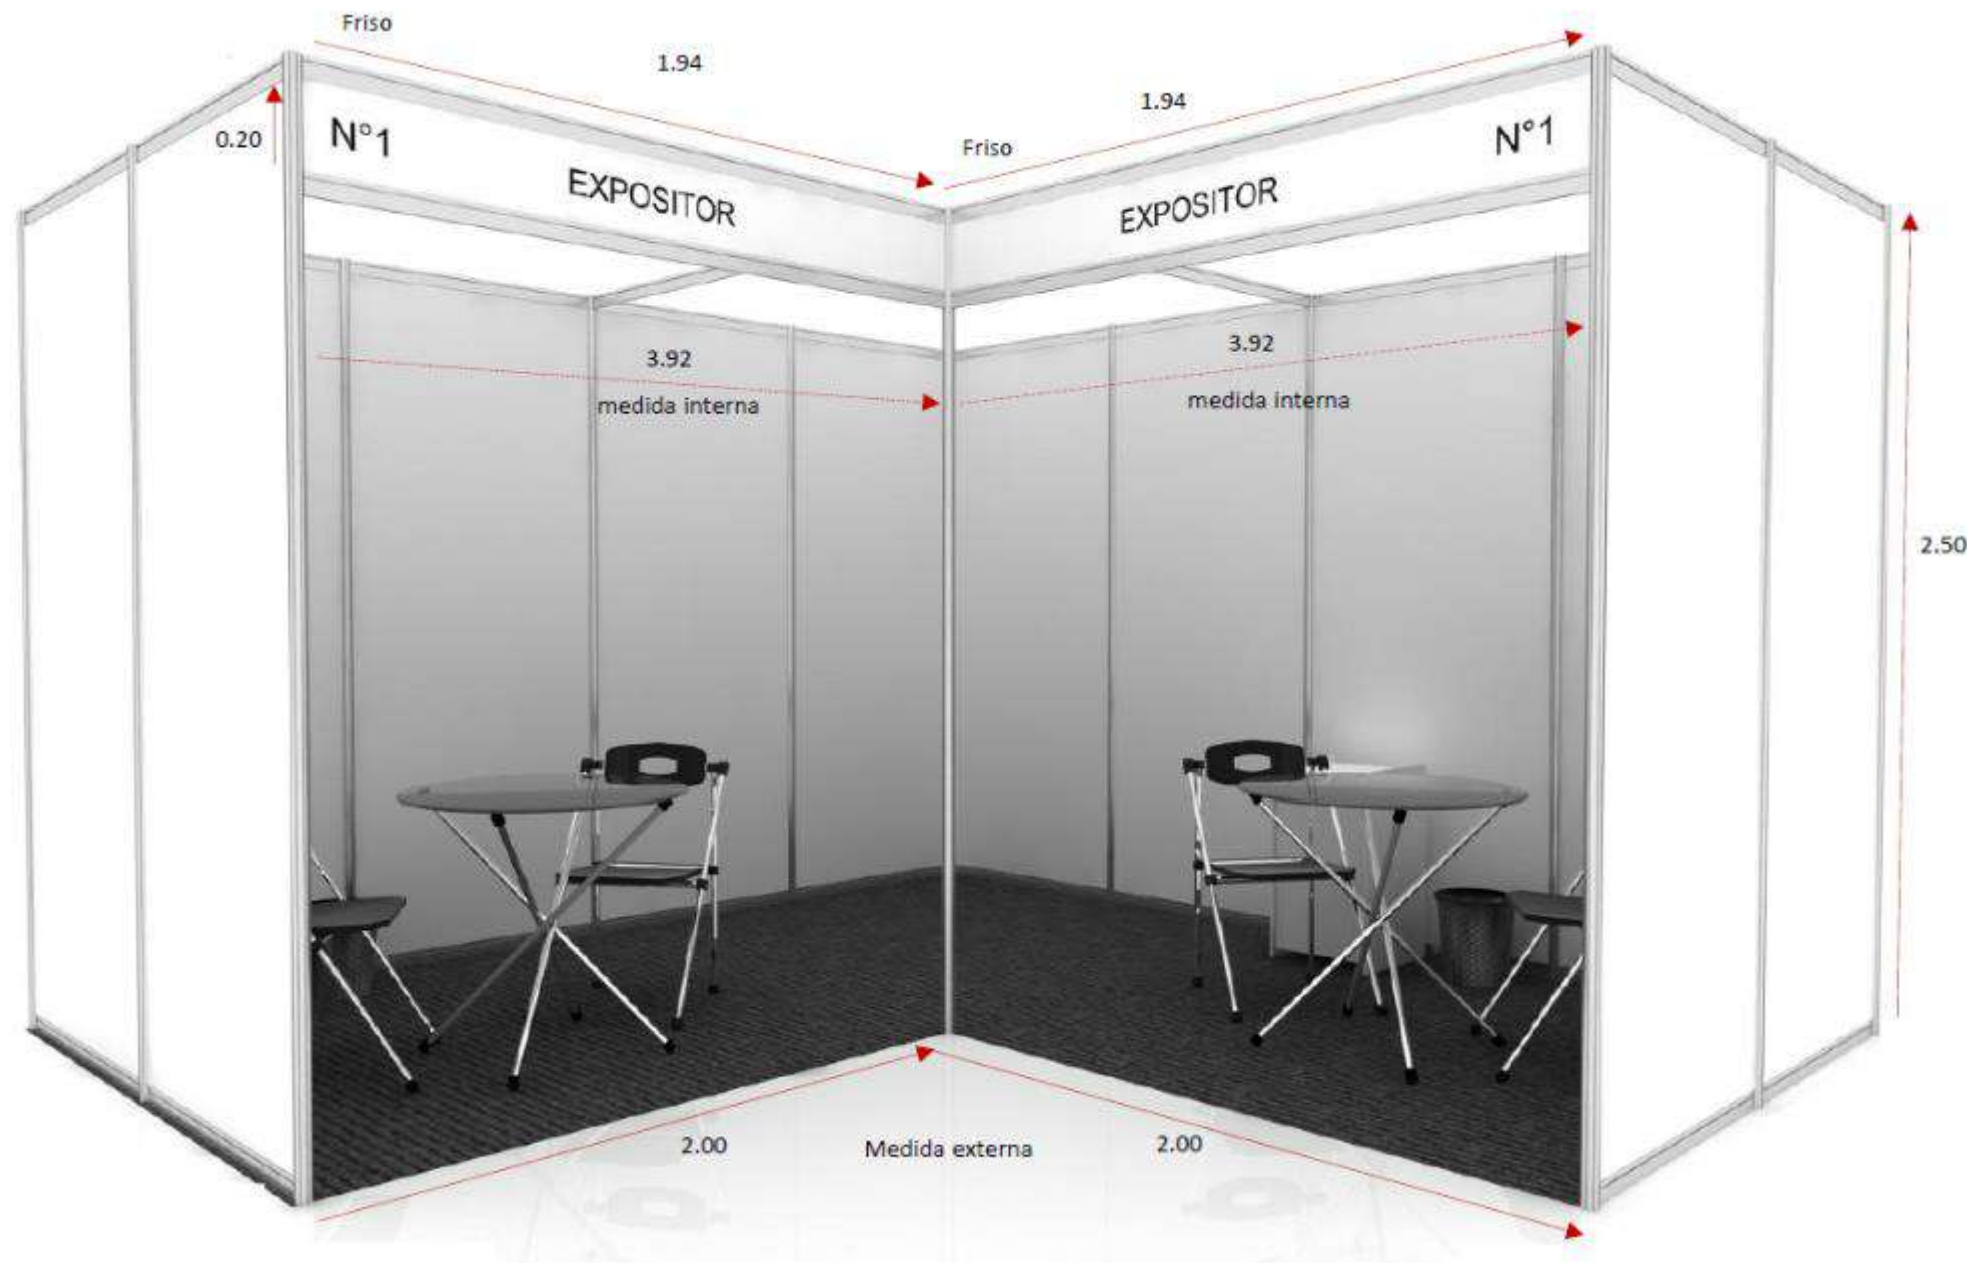 Friso
1.94
1.94
0.20
N°1
EXPOSITOR
Friso
EXPOSITOR
N°1
3.92
medida interna
3.92
medida interna
2.50
2.00
Medida externa
2.00